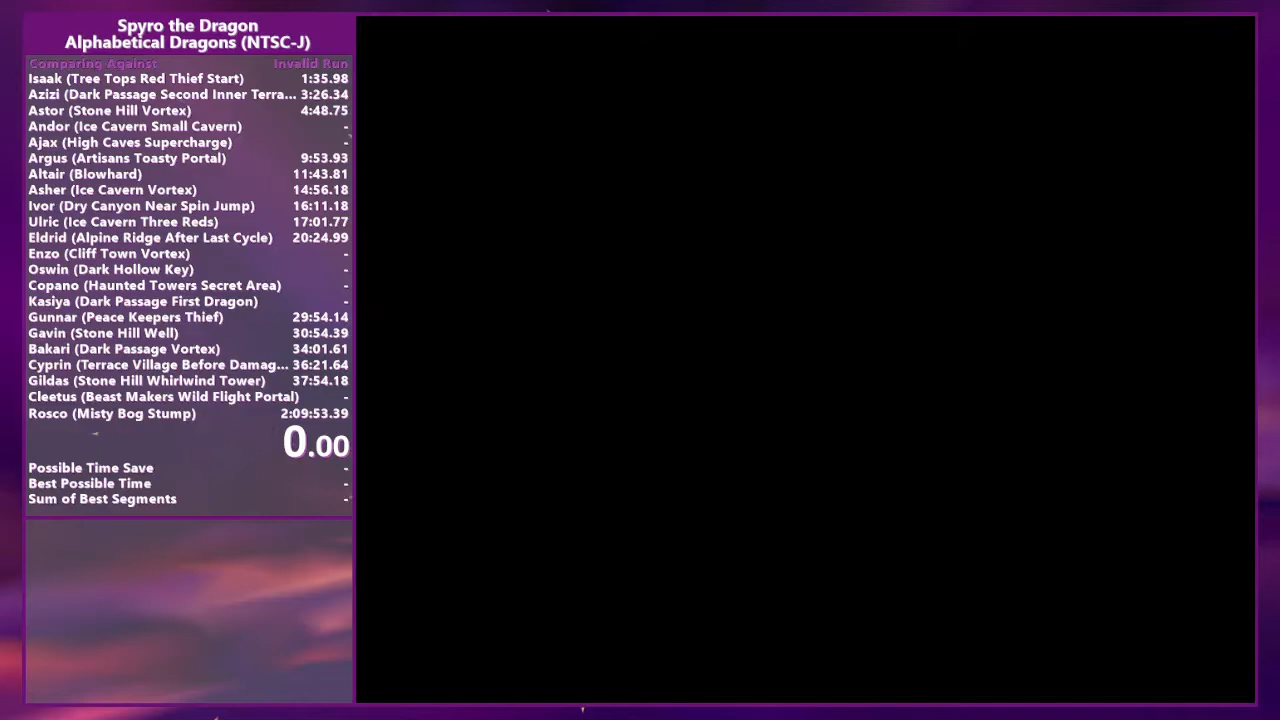 Spyro the Dragon
Alphabetical Dragons (NTSC-J)
Comparing Against Invalid Run
Isaak (Tree Tops Red Thief Start) 1:35.98
Azizi (Dark Passage Second Inner Terra... 3:26.34
Astor (Stone Hill Vortex) 4:48.75
Andor (Ice Cavern Small Cavern) -
Ajax (High Caves Supercharge) -
Argus (Artisans Toasty Portal) 9:53.93
Altair (Blowhard) 11:43.81
Asher (Ice Cavern Vortex) 14:56.18
Ivor (Dry Canyon Near Spin Jump) 16:11.18
Ulric (Ice Cavern Three Reds) 17:01.77
Eldrid (Alpine Ridge After Last Cycle) 20:24.99
Enzo (Cliff Town Vortex) -
Oswin (Dark Hollow Key) -
Copano (Haunted Towers Secret Area) -
Kasiya (Dark Passage First Dragon) -
Gunnar (Peace Keepers Thief) 29:54.14
Gavin (Stone Hill Well) 30:54.39
Bakari (Dark Passage Vortex) 34:01.61
Cyprin (Terrace Village Before Damag... 36:21.64
Gildas (Stone Hill Whirlwind Tower) 37:54.18
Cleetus (Beast Makers Wild Flight Portal) -
Rosco (Misty Bog Stump) 2:09:53.39
0.00
Possible Time Save -
Best Possible Time -
Sum of Best Segments -